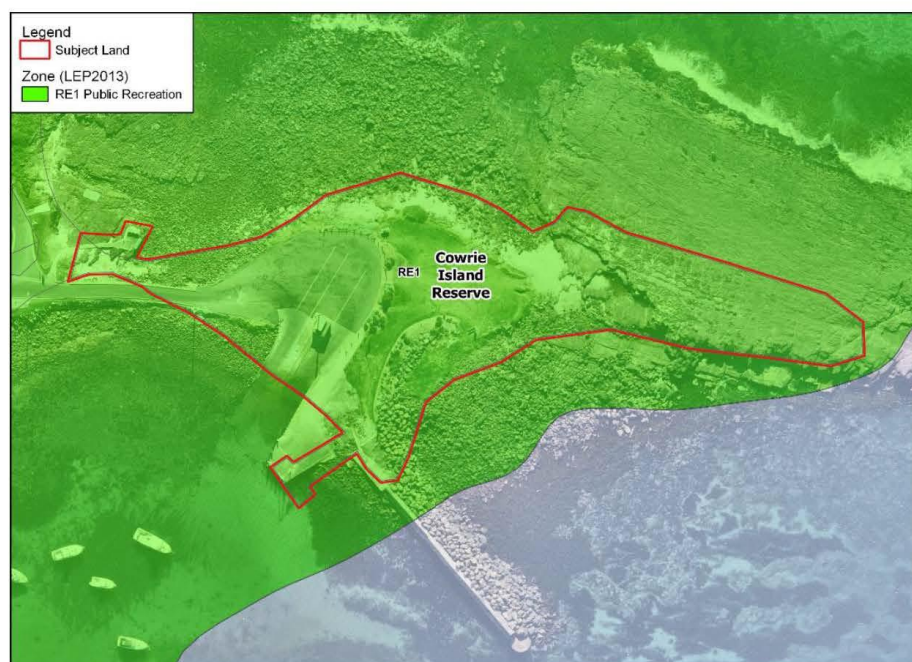 Legend
Subject Land
Zone (LEP2013)
RE1 Public Recreation
RE1
Cowrie
Island
Reserve